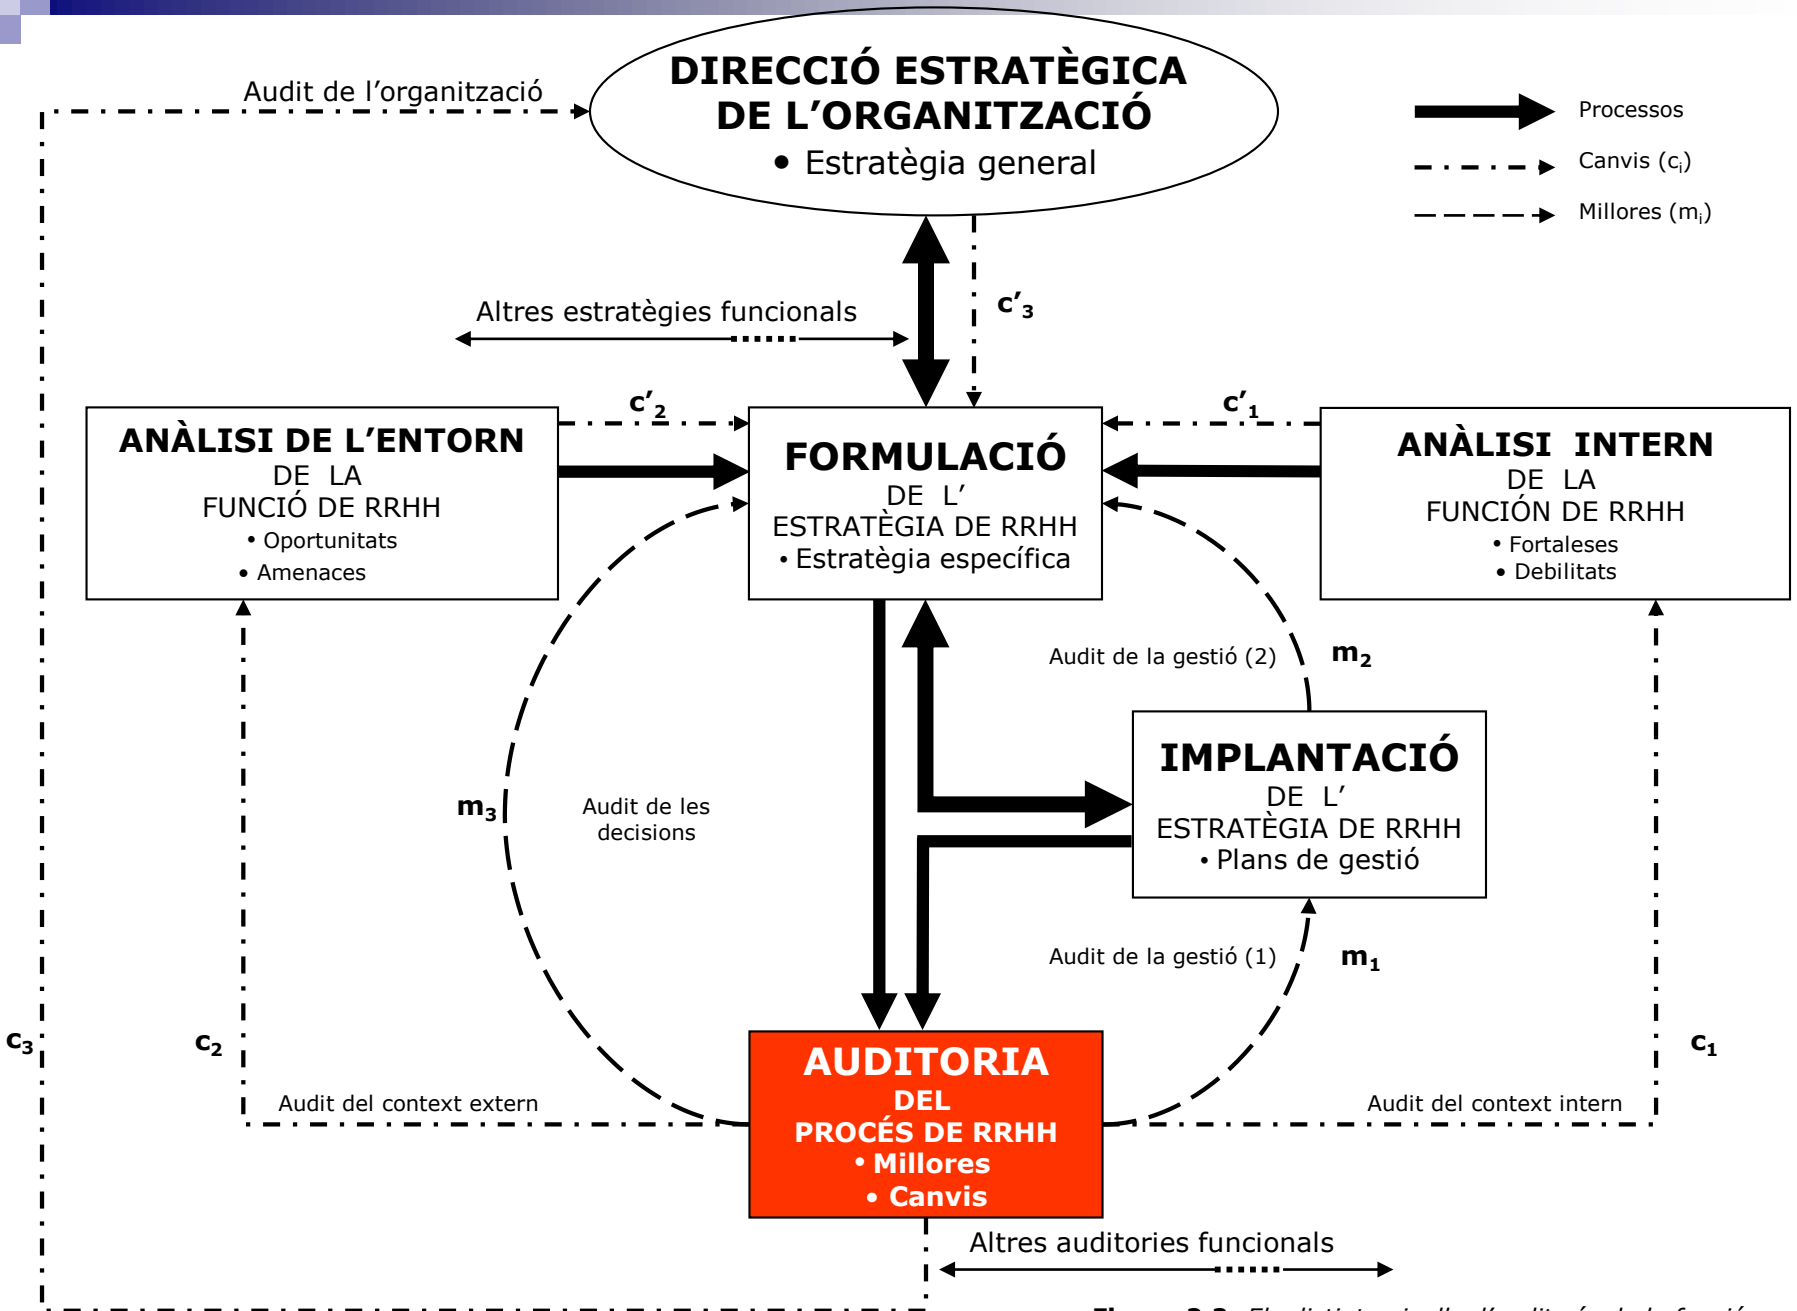 DIRECCIÓ ESTRATÈGICA
DE L’ORGANITZACIÓ
• Estratègia general
Audit de l’organització
Processos
Canvis (ci)
Millores (mi)
Altres estratègies funcionals
c’3
c’2
c’1
ANÀLISI DE L’ENTORN
DE LA
FUNCIÓ DE RRHH
• Oportunitats
• Amenaces
FORMULACIÓ
DE L’
ESTRATÈGIA DE RRHH
• Estratègia específica
ANÀLISI INTERN
DE LA
FUNCIÓN DE RRHH
• Fortaleses
• Debilitats
Audit de la gestió (2)
m2
IMPLANTACIÓ
DE L’
ESTRATÈGIA DE RRHH
• Plans de gestió
m3
Audit de les
decisions
Audit de la gestió (1)
m1
c3
c2
c1
Audit del context extern
Audit del context intern
AUDITORIA
DEL
PROCÉS DE RRHH
• Millores
• Canvis
Altres auditories funcionals